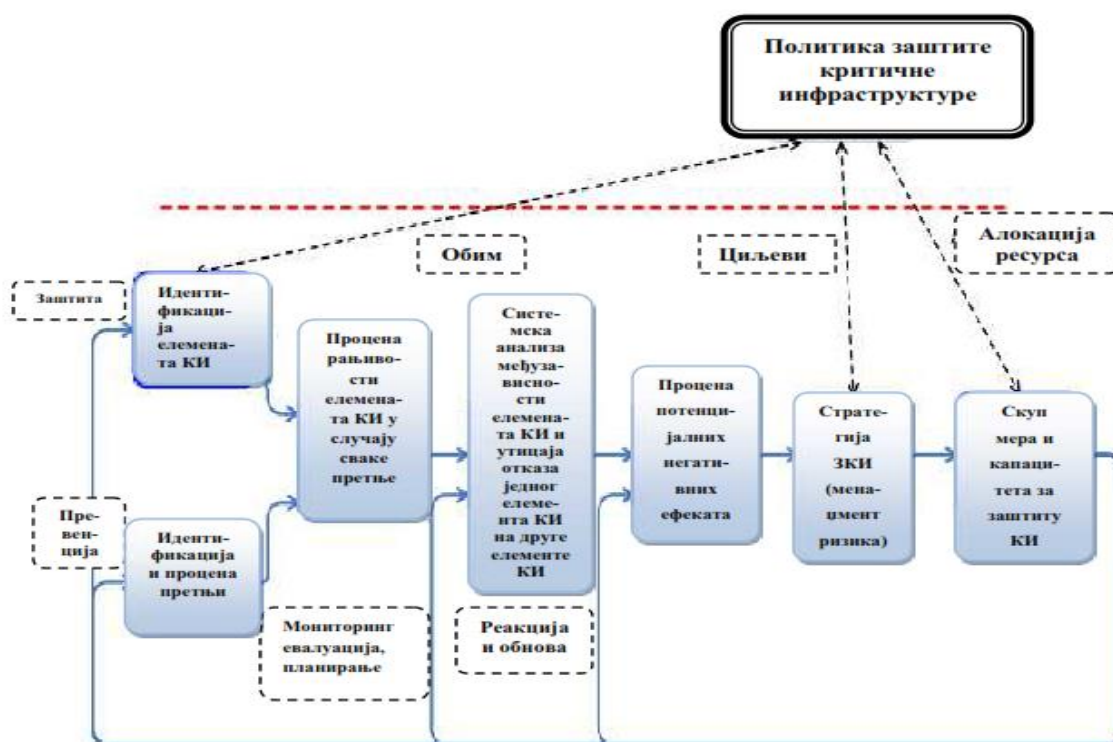 Политика заштите
критичне
инфраструктуре
Обим
Циљеви
Алокација
ресурса
Заштита
Иденти-
фикаци-
ја
елемена-
та КИ
Процена
рањиво-
сти
елемена-
та КИ у
случају
сваке
претње
Систе-
мска
анализа
међуза-
висно-
сти
елемена-
та КИ и
утицаја
отказа
једног
елеме-
нта КИ
на друге
елементе
КИ
Процена
потенци-
јалних
негати-
вних
ефеката
Страте-
гија
ЗКИ
(мена-
џмент
ризика)
Скуп
мера и
капаци-
тета за
заштиту
КИ
Пре-
вен-
ција
Иденти-
фикација
и процена
претњи
Мониторинг
евалуација,
планирање
Реакција
и обнова